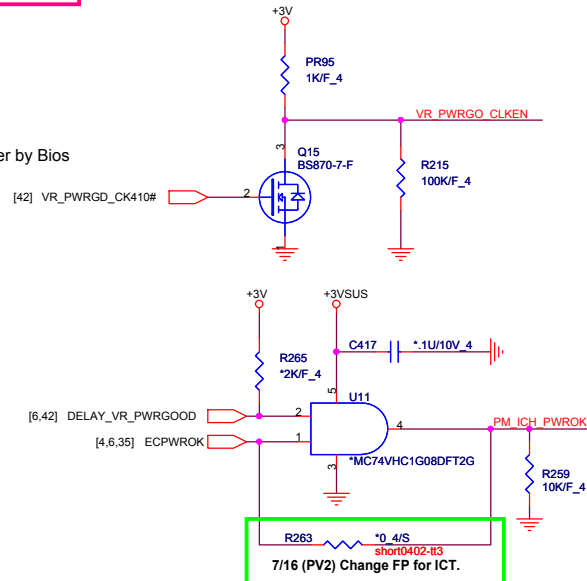 +3V
PR95
1K/F_4
VR_PWRGO_CLKEN
er by Bios
3
Q15
BS870-7-F
R215
100K/F_4
[42] VR_PWRGD_CK410#
2
1
+3V
+3VSUS
C417
*.1U/10V_4
R265
*2K/F_4
5
U11
[6,42] DELAY_VR_PWRGOOD
2
4
PM_ICH_PWROK
[4,6,35] ECPWROK
1
*MC74VHC1G08DFT2G
3
R259
10K/F_4
R263
*0_4/S
short0402-tt3
7/16 (PV2) Change FP for ICT.